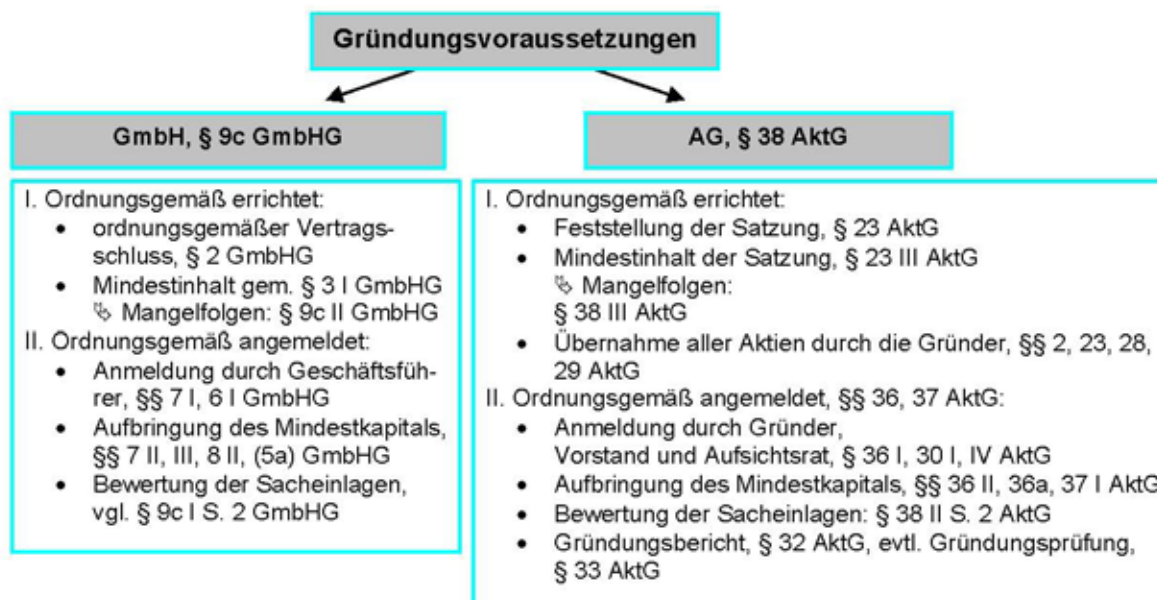 Gründungsvoraussetzungen
GmbH, § 9c GmbHG
I. Ordnungsgemäß errichtet:
• ordnungsgemäßer Vertrags-
schluss, § 2 GmbHG
• Mindestinhalt gem. § 3 I GmbHG
⮱ Mangelfolgen: § 9c II GmbHG
II. Ordnungsgemäß angemeldet:
• Anmeldung durch Geschäftsfüh-
rer, §§ 7 I, 6 I GmbHG
• Aufbringung des Mindestkapitals,
§§ 7 II, III, 8 II, (5a) GmbHG
• Bewertung der Sacheinlagen,
vgl. § 9c I S. 2 GmbHG
AG, § 38 AktG
I. Ordnungsgemäß errichtet:
• Feststellung der Satzung, § 23 AktG
• Mindestinhalt der Satzung, § 23 III AktG
⮱ Mangelfolgen:
§ 38 III AktG
• Übernahme aller Aktien durch die Gründer, §§ 2, 23, 28,
29 AktG
II. Ordnungsgemäß angemeldet, §§ 36, 37 AktG:
• Anmeldung durch Gründer,
Vorstand und Aufsichtsrat, § 36 I, 30 I, IV AktG
• Aufbringung des Mindestkapitals, §§ 36 II, 36a, 37 I AktG
• Bewertung der Sacheinlagen: § 38 II S. 2 AktG
• Gründungsbericht, § 32 AktG, evtl. Gründungsprüfung,
§ 33 AktG